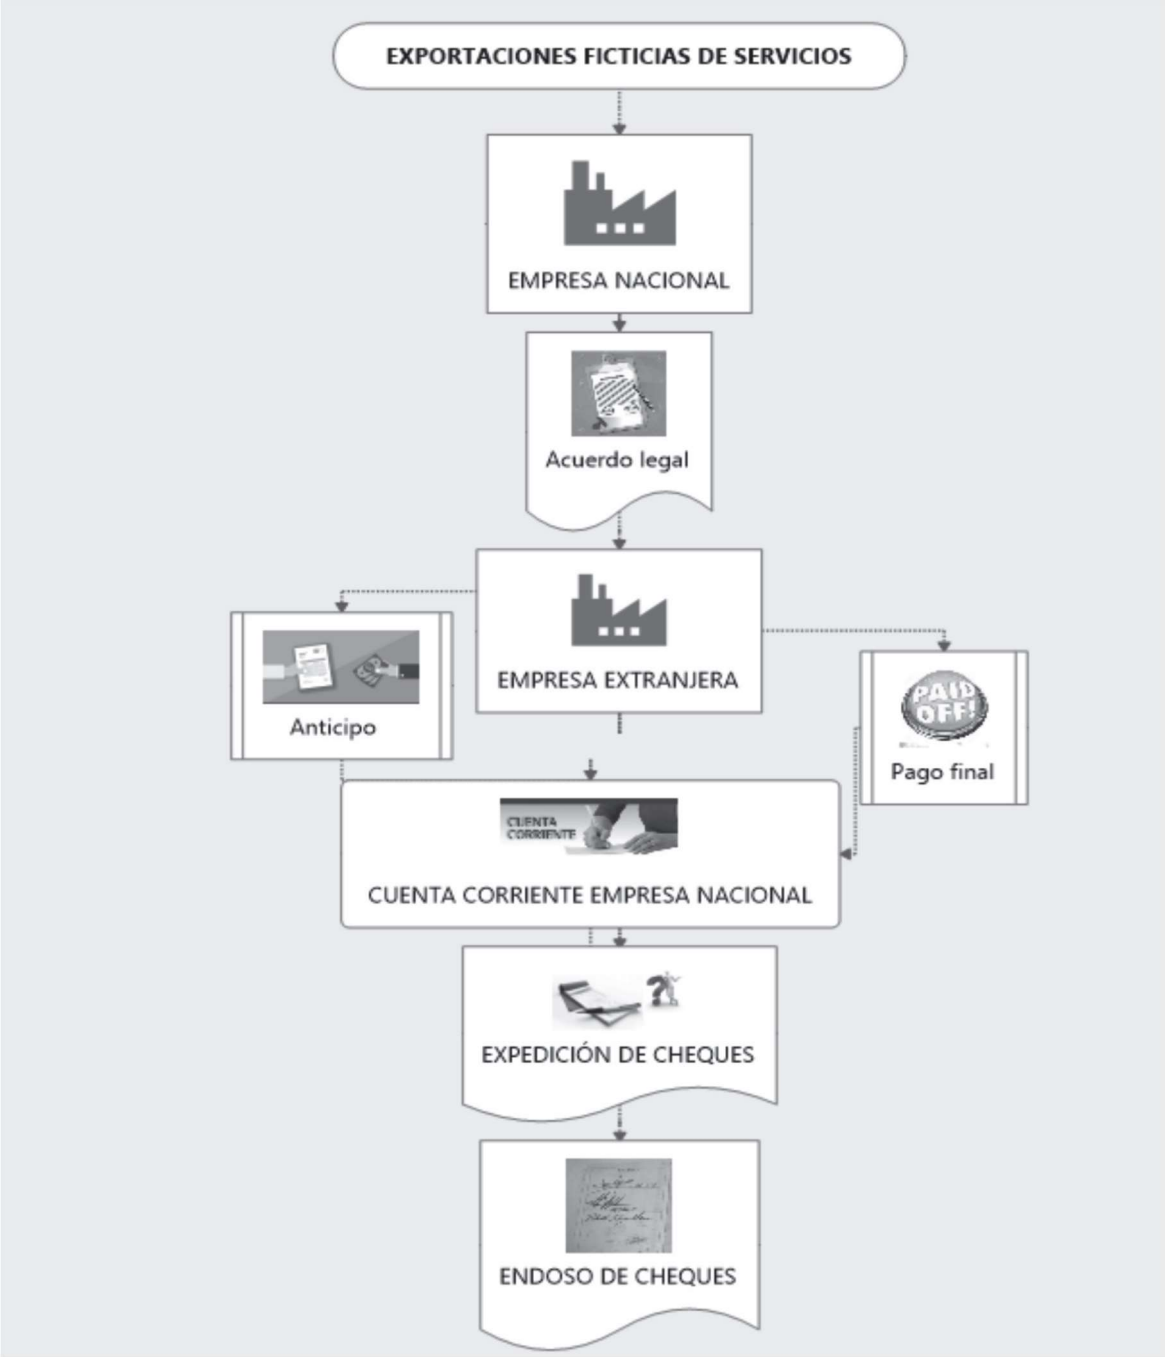 EXPORTACIONES FICTICIAS DE SERVICIOS
EMPRESA NACIONAL
Acuerdo legal
EMPRESA EXTRANJERA
Anticipo
PAID
OFF!
Pago final
CUENTA
CORRIENTE
CUENTA CORRIENTE EMPRESA NACIONAL
EXPEDICIÓN DE CHEQUES
ENDOSO DE CHEQUES